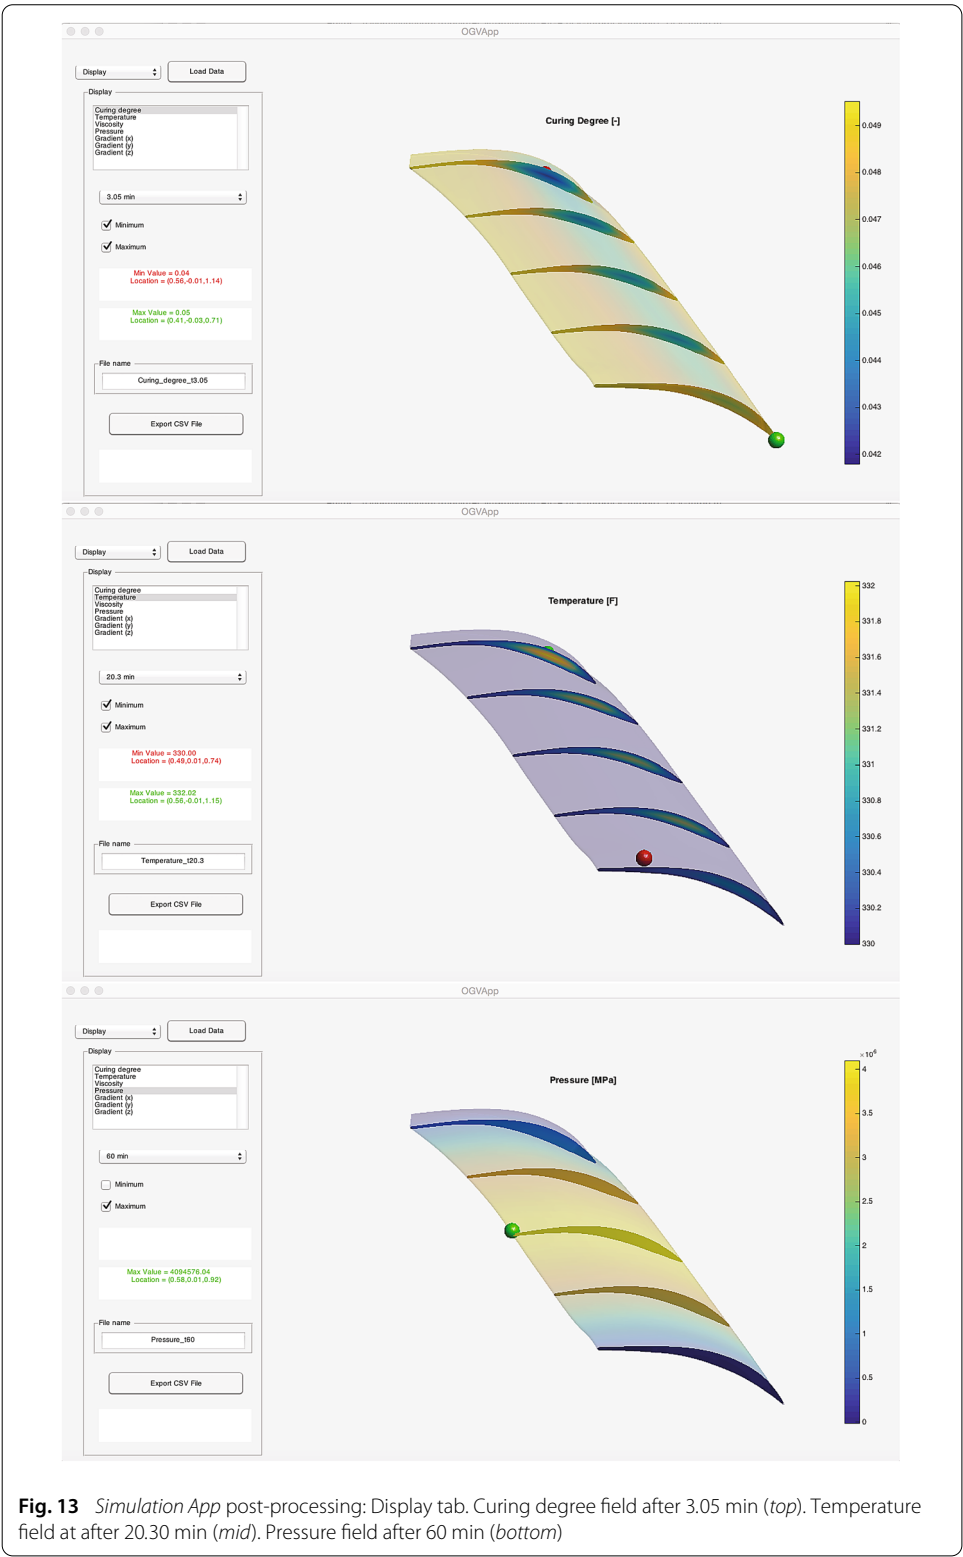 OGVApp
Display
Load Data
Display
Curing degree
Temperature
Viscosity
Pressure
Gradient (x)
Gradient (y)
Gradient (z)
3.05 min
Minimum
Maximum
Min Value = 0.04
Location = (0.56,-0.01,1.14)
Max Value = 0.05
Location = (0.41,-0.03,0.71)
File name
Curing_degree_t3.05
Export CSV File
Curing Degree [-]
0.049
0.048
0.047
0.046
0.045
0.044
0.043
0.042
OGVApp
Display
Load Data
Display
Curing degree
Temperature
Viscosity
Pressure
Gradient (x)
Gradient (y)
Gradient (z)
20.3 min
Minimum
Maximum
Min Value = 330.00
Location = (0.49,0.01,0.74)
Max Value = 332.02
Location = (0.56,-0.01,1.15)
File name
Temperature_t20.3
Export CSV File
Temperature [F]
332
331.8
331.6
331.4
331.2
331
330.8
330.6
330.4
330.2
330
OGVApp
Display
Load Data
Display
Curing degree
Temperature
Viscosity
Pressure
Gradient (x)
Gradient (y)
Gradient (z)
60 min
Minimum
Maximum
Max Value = 4094576.04
Location = (0.58,0.01,0.92)
File name
Pressure_t60
Export CSV File
Pressure [MPa]
×10⁶
4
3.5
3
2.5
2
1.5
1
0.5
0
Fig. 13 Simulation App post-processing: Display tab. Curing degree field after 3.05 min (top). Temperature
field at after 20.30 min (mid). Pressure field after 60 min (bottom)